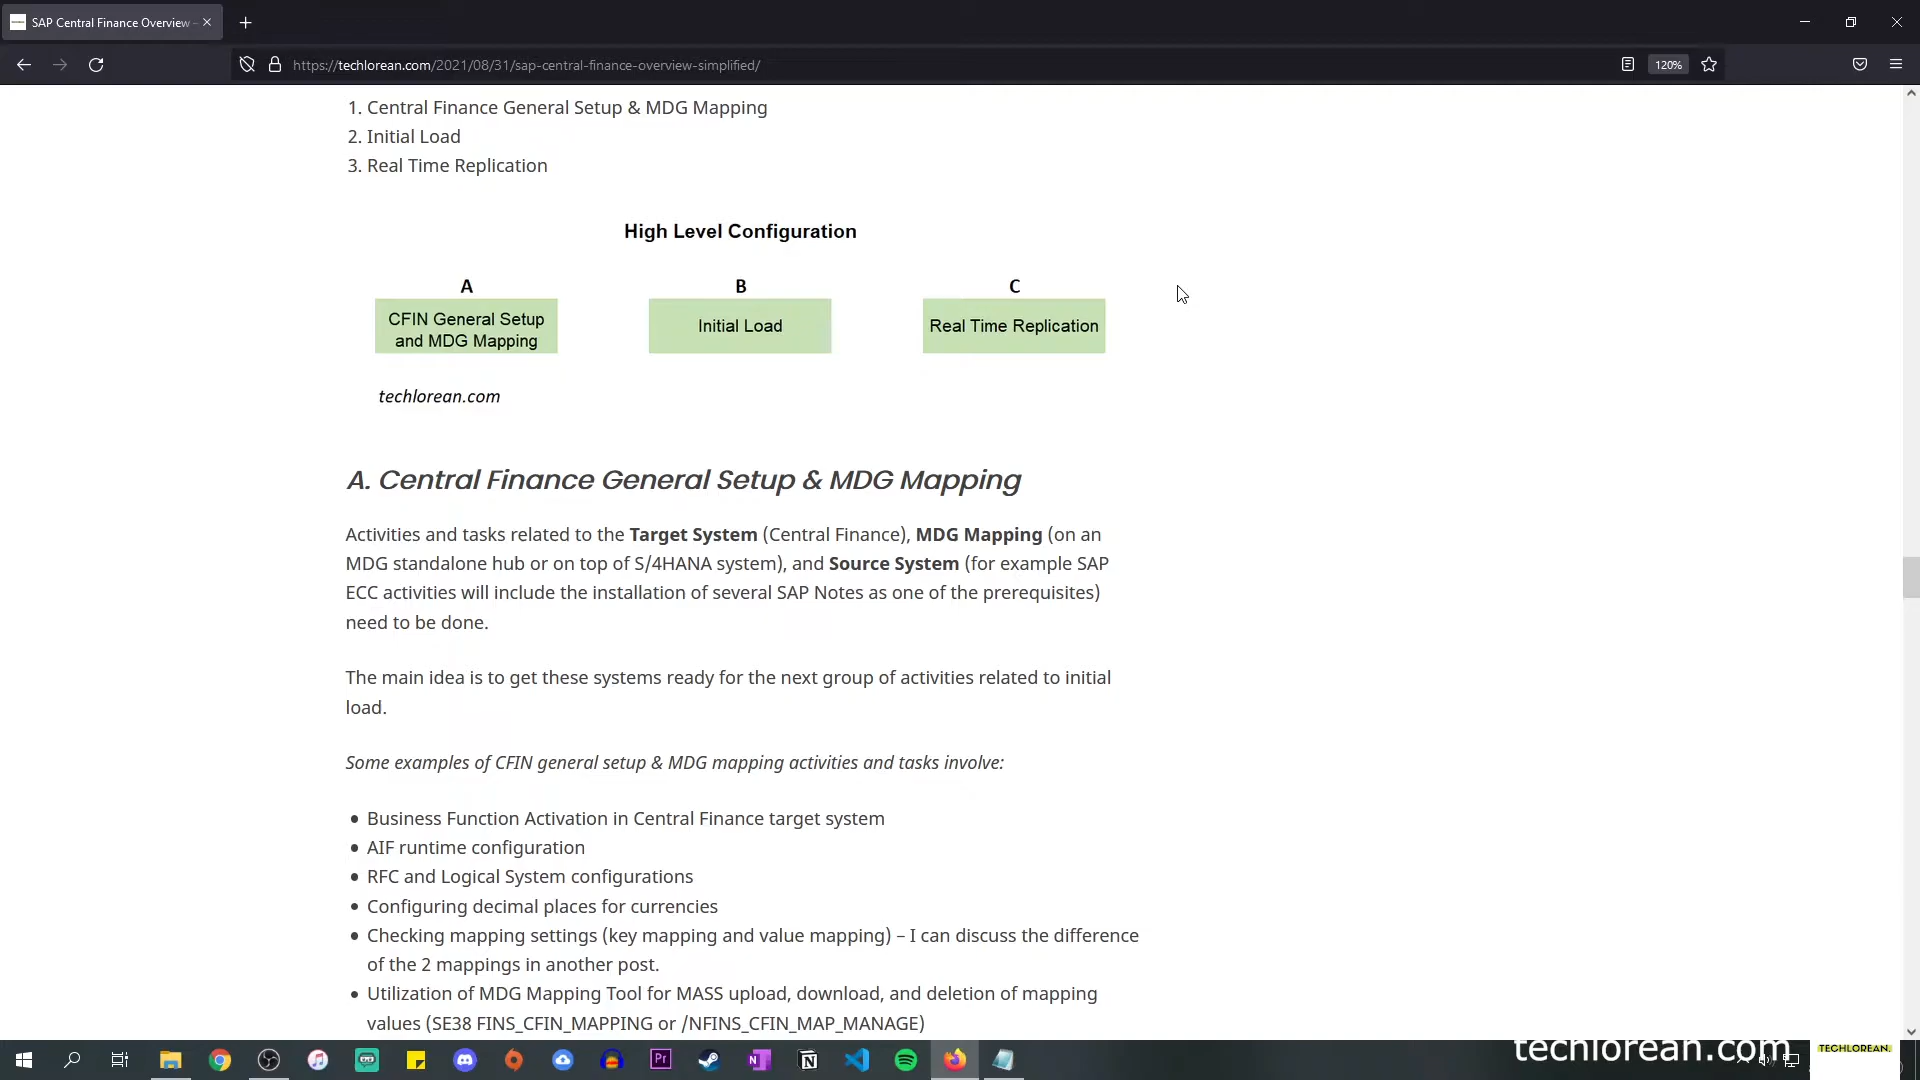 SAP Central Finance Overview -
https://techlorean.com/2021/08/31/sap-central-finance-overview-simplified/
120%
1. Central Finance General Setup & MDG Mapping
2. Initial Load
3. Real Time Replication
High Level Configuration
A
B
C
CFIN General Setup
and MDG Mapping
Initial Load
Real Time Replication
techlorean.com
A. Central Finance General Setup & MDG Mapping
Activities and tasks related to the Target System (Central Finance), MDG Mapping (on an
MDG standalone hub or on top of S/4HANA system), and Source System (for example SAP
ECC activities will include the installation of several SAP Notes as one of the prerequisites)
need to be done.
The main idea is to get these systems ready for the next group of activities related to initial
load.
Some examples of CFIN general setup & MDG mapping activities and tasks involve:
• Business Function Activation in Central Finance target system
• AIF runtime configuration
• RFC and Logical System configurations
• Configuring decimal places for currencies
• Checking mapping settings (key mapping and value mapping) – I can discuss the difference
of the 2 mappings in another post.
• Utilization of MDG Mapping Tool for MASS upload, download, and deletion of mapping
values (SE38 FINS_CFIN_MAPPING or /NFINS_CFIN_MAP_MANAGE)
Pr
N
N
techlorean.com
TECHLOREAN.